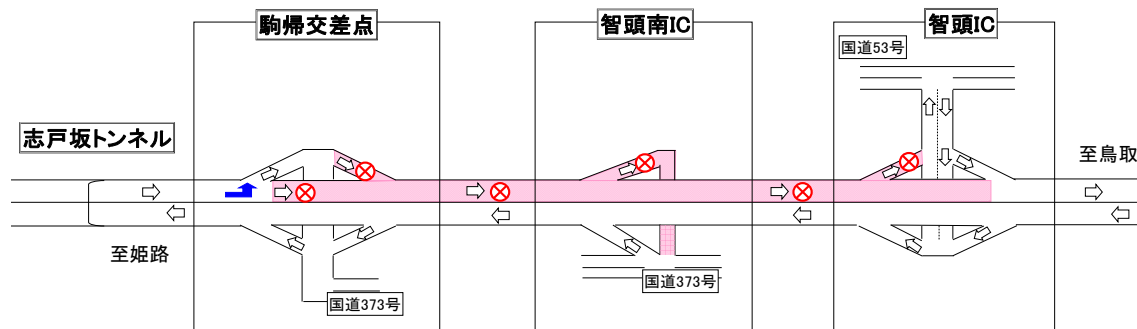 駒帰交差点
智頭南IC
智頭IC
国道53号
志戸坂トンネル
至鳥取
至姫路
国道373号
国道373号